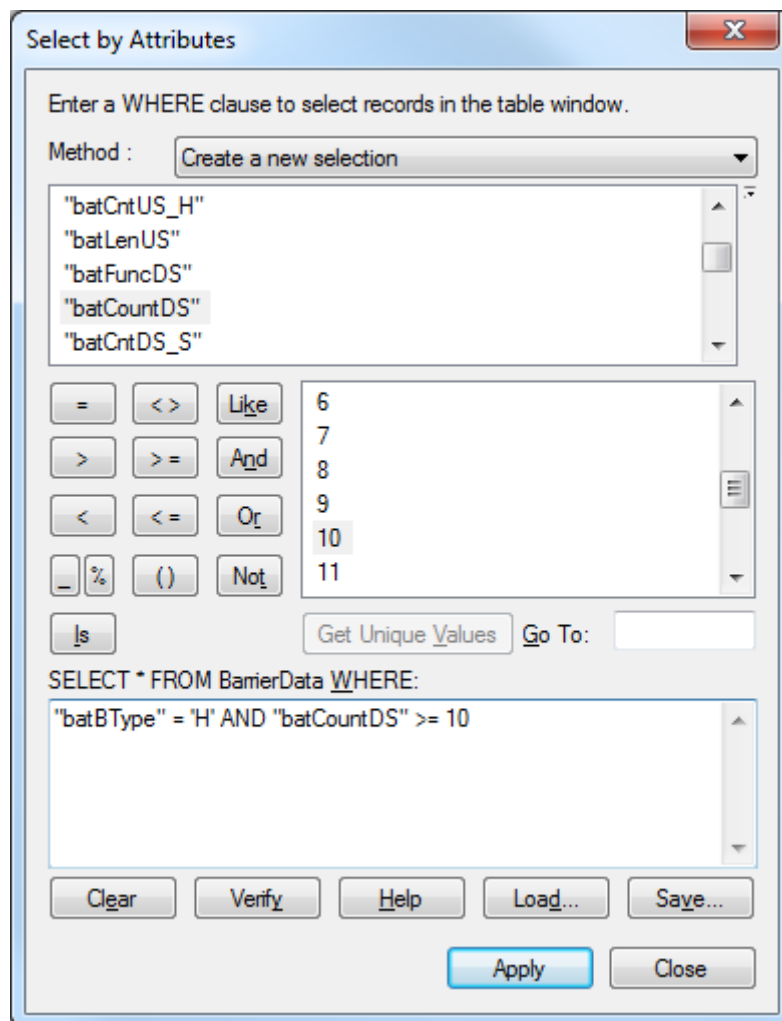 Select by Attributes
Enter a WHERE clause to select records in the table window.
Method : Create a new selection
"batCntUS_H"
"batLenUS"
"batFuncDS"
"batCountDS"
"batCntDS_S"
= < > Like
> > = And
< < = Or
_ % ( ) Not
Is
6
7
8
9
10
11
Get Unique Values Go To:
SELECT * FROM BarrierData WHERE:
"batBType" = 'H' AND "batCountDS" >= 10
Clear Verify Help Load... Save...
Apply Close